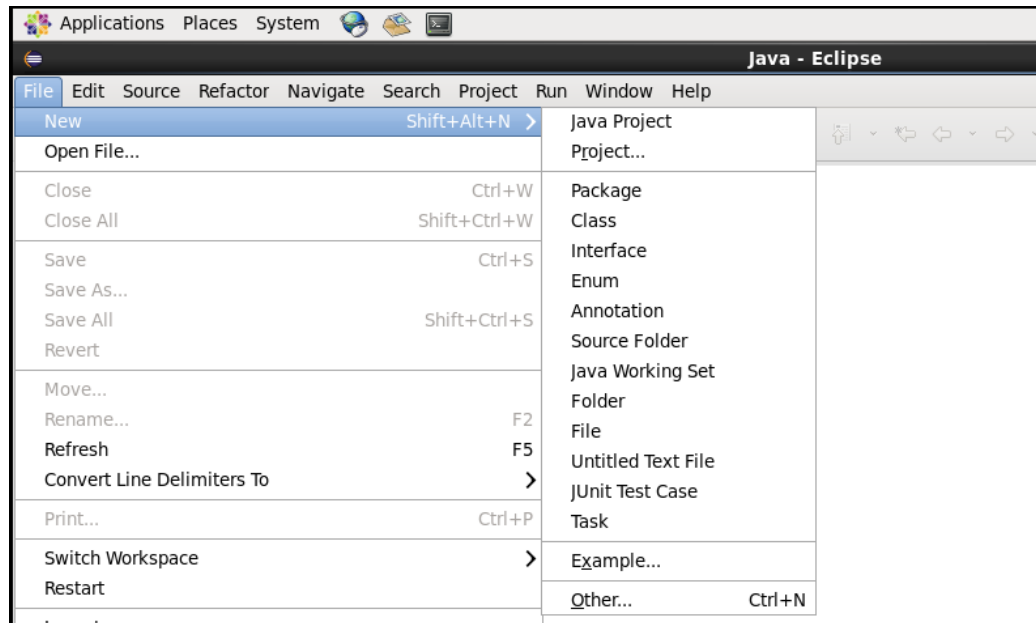 Applications Places System
Java - Eclipse
File Edit Source Refactor Navigate Search Project Run Window Help
New Shift+Alt+N
Open File...
Close Ctrl+W
Close All Shift+Ctrl+W
Save Ctrl+S
Save As...
Save All Shift+Ctrl+S
Revert
Move...
Rename... F2
Refresh F5
Convert Line Delimiters To
Print... Ctrl+P
Switch Workspace
Restart
Java Project
Project...
Package
Class
Interface
Enum
Annotation
Source Folder
Java Working Set
Folder
File
Untitled Text File
JUnit Test Case
Task
Example...
Other... Ctrl+N